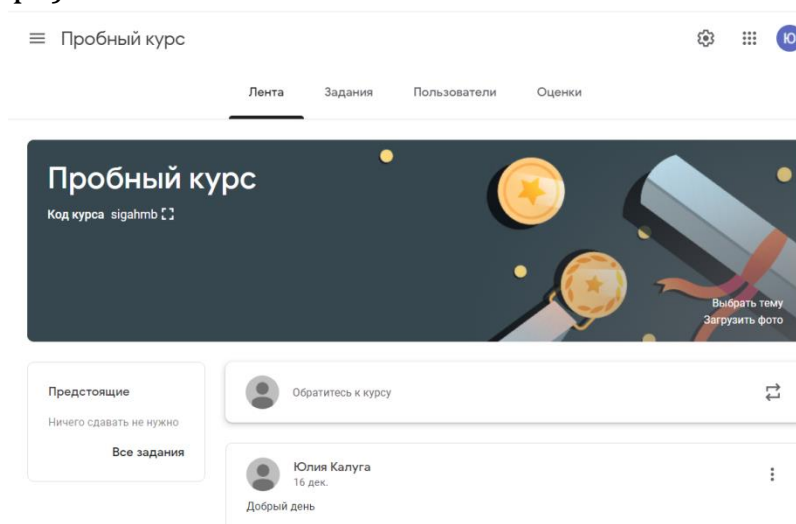 Пробный курс
Ю
Лента Задания Пользователи Оценки
Пробный курс
Код курса sigahmb
Выбрать тему
Загрузить фото
Предстоящие
Ничего сдавать не нужно
Все задания
Обратитесь к курсу
Юлия Калуга
16 дек.
Добрый день